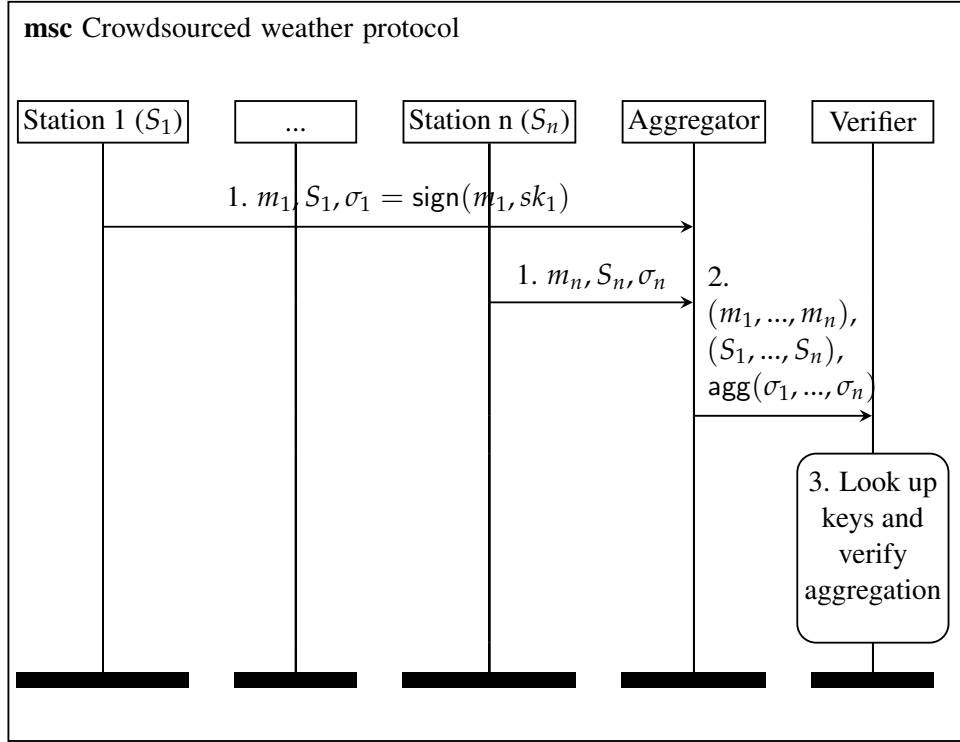 msc Crowdsourced weather protocol
Station 1 (S₁)
...
Station n (Sₙ)
Aggregator
Verifier
1. m₁, S₁, σ₁ = sign(m₁, sk₁)
1. mₙ, Sₙ, σₙ
2.
(m₁, ..., mₙ),
(S₁, ..., Sₙ),
agg(σ₁, ..., σₙ)
3. Look up
keys and
verify
aggregation